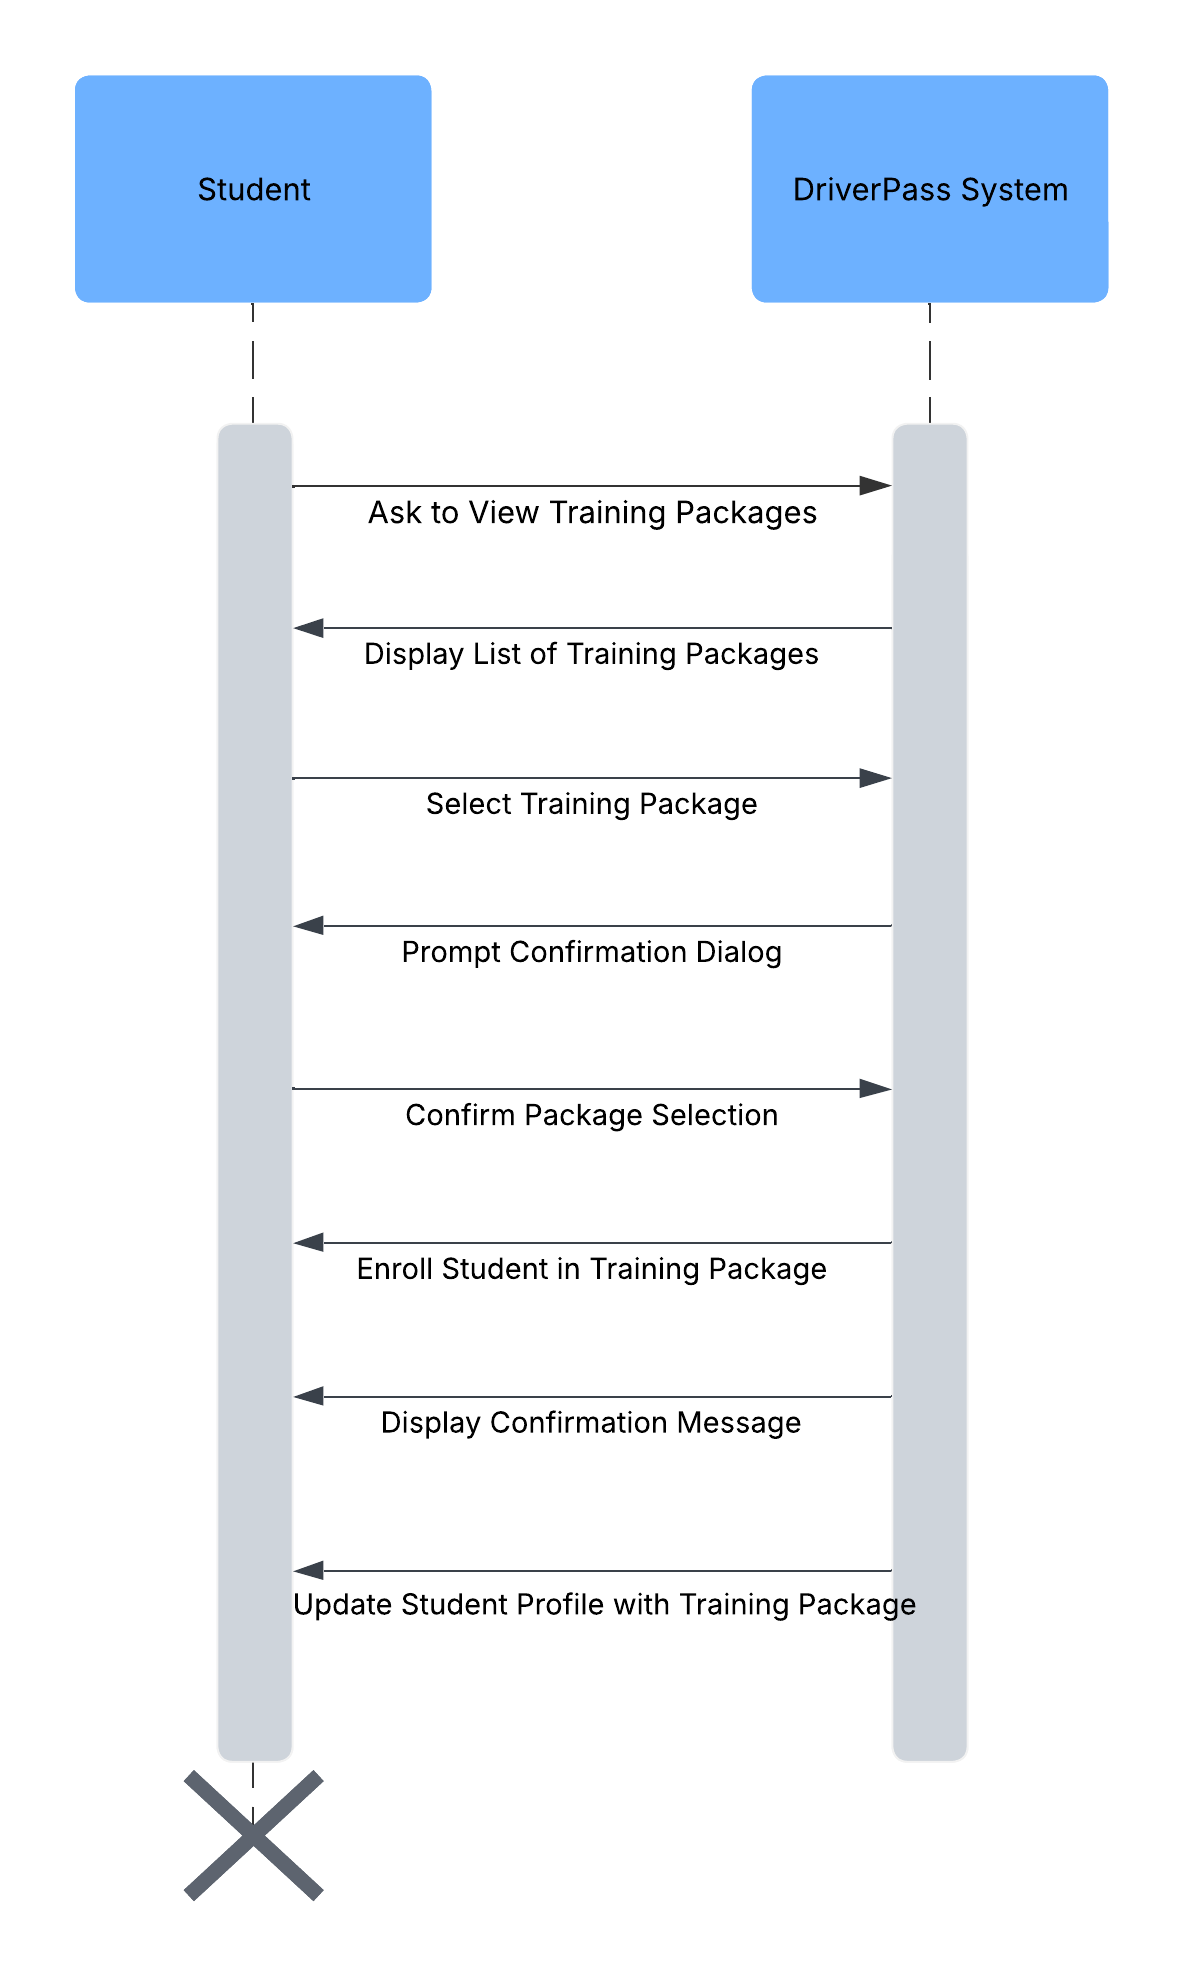 Student
DriverPass System
Ask to View Training Packages
Display List of Training Packages
Select Training Package
Prompt Confirmation Dialog
Confirm Package Selection
Enroll Student in Training Package
Display Confirmation Message
Update Student Profile with Training Package